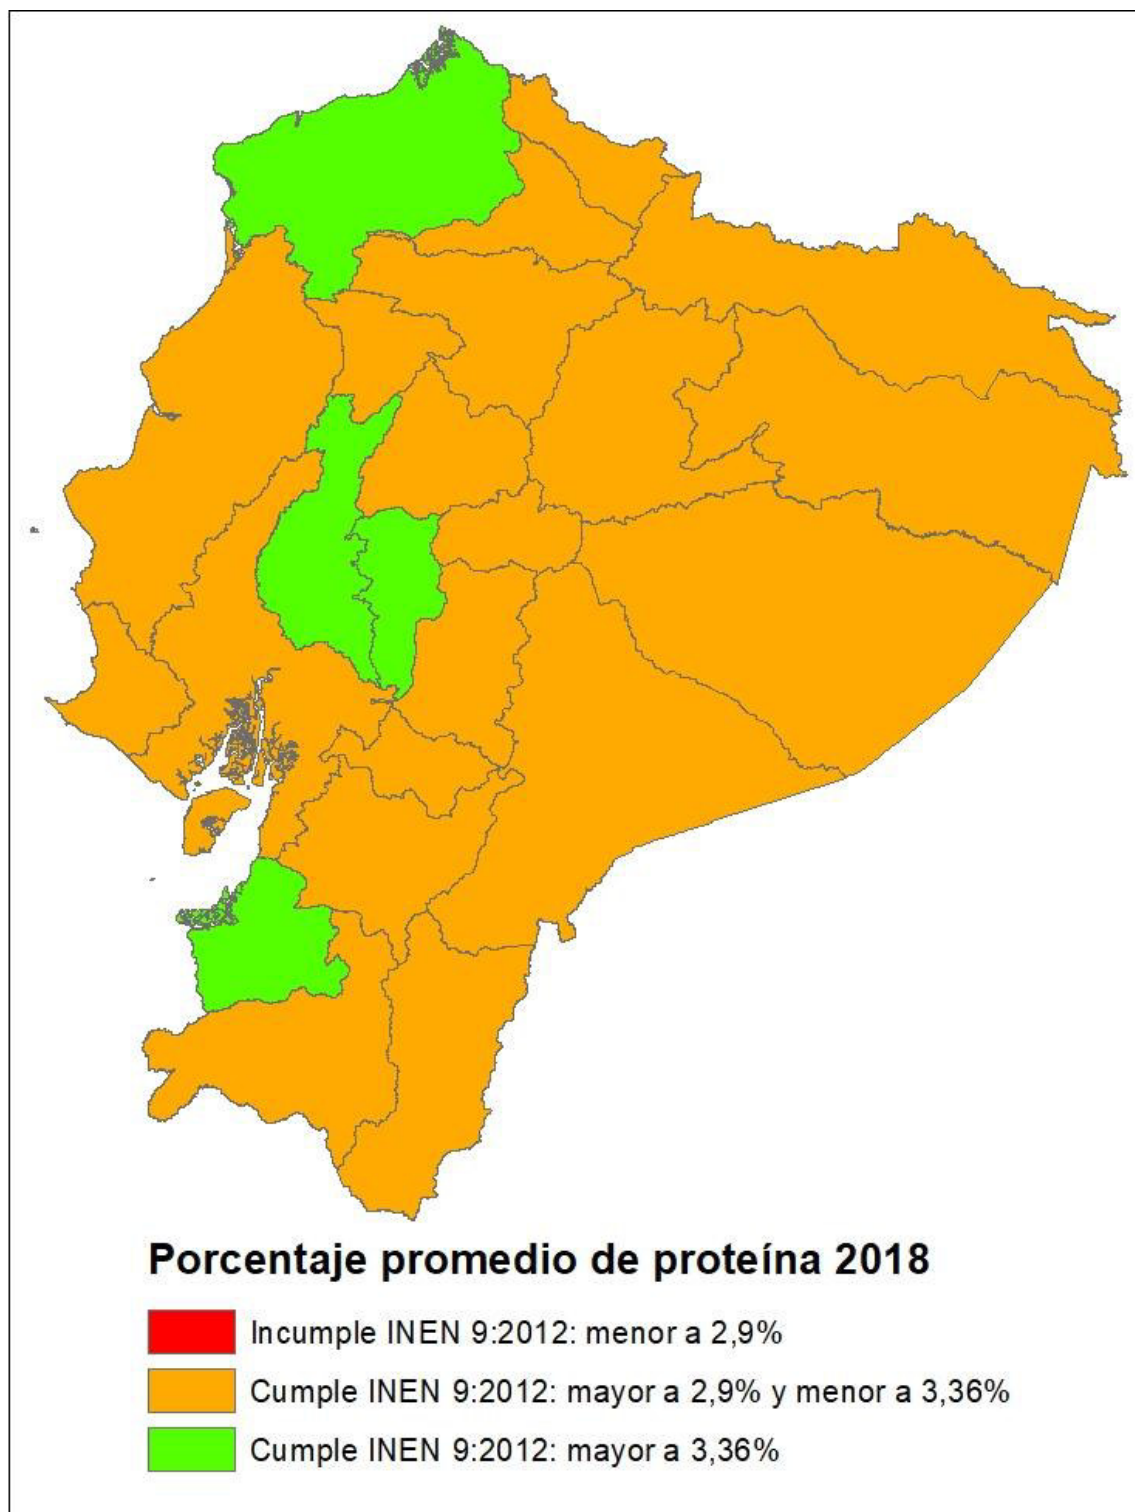 Porcentaje promedio de proteína 2018
Incumple INEN 9:2012: menor a 2,9%
Cumple INEN 9:2012: mayor a 2,9% y menor a 3,36%
Cumple INEN 9:2012: mayor a 3,36%